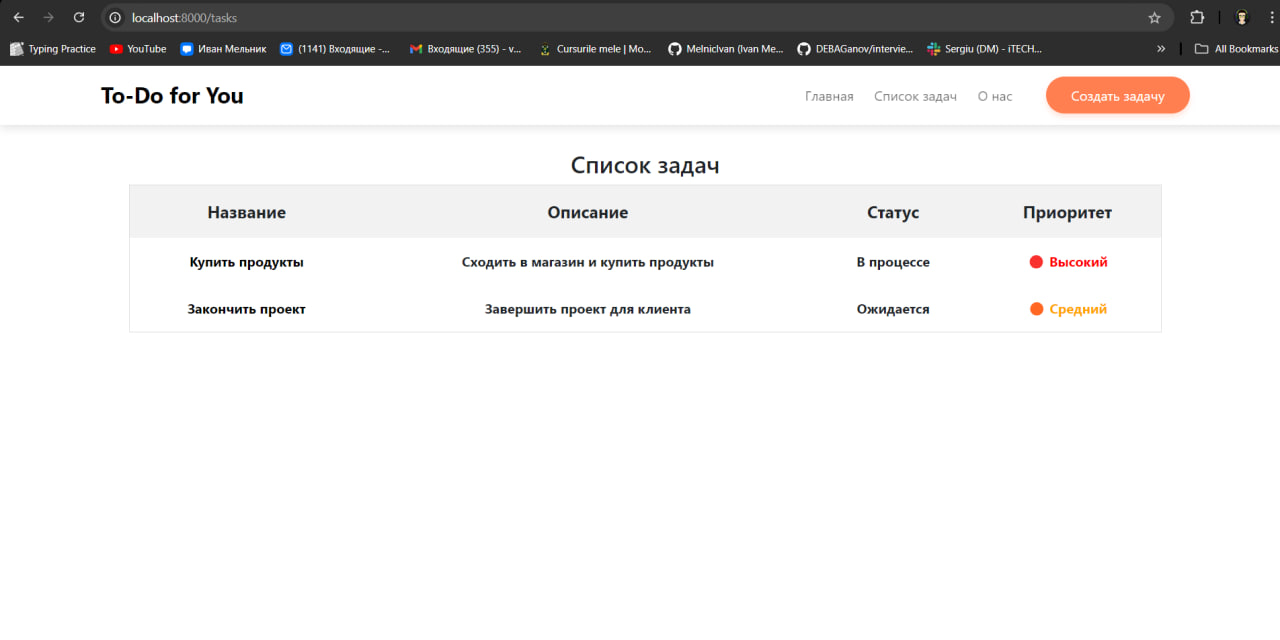 localhost:8000/tasks
Typing Practice YouTube Иван Мельник (1141) Входящие -... Входящие (355) - v... Cursurile mele | Mo... MelnicIvan (Ivan Me... DEBAGanov/intervie... Sergiu (DM) - iTECH... » All Bookmarks
To-Do for You Главная Список задач О нас Создать задачу
Список задач
Название Описание Статус Приоритет
Купить продукты Сходить в магазин и купить продукты В процессе Высокий
Закончить проект Завершить проект для клиента Ожидается Средний